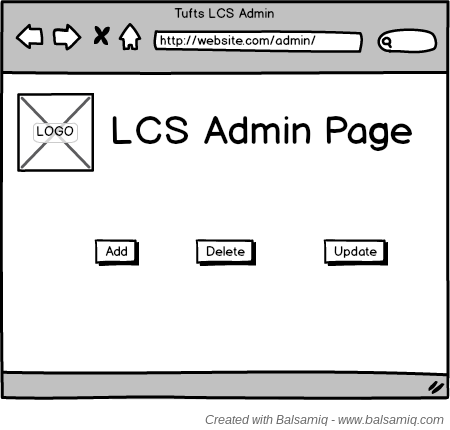 Tufts LCS Admin
http://website.com/admin/
LOGO
LCS Admin Page
Add Delete Update
Created with Balsamiq - www.balsamiq.com